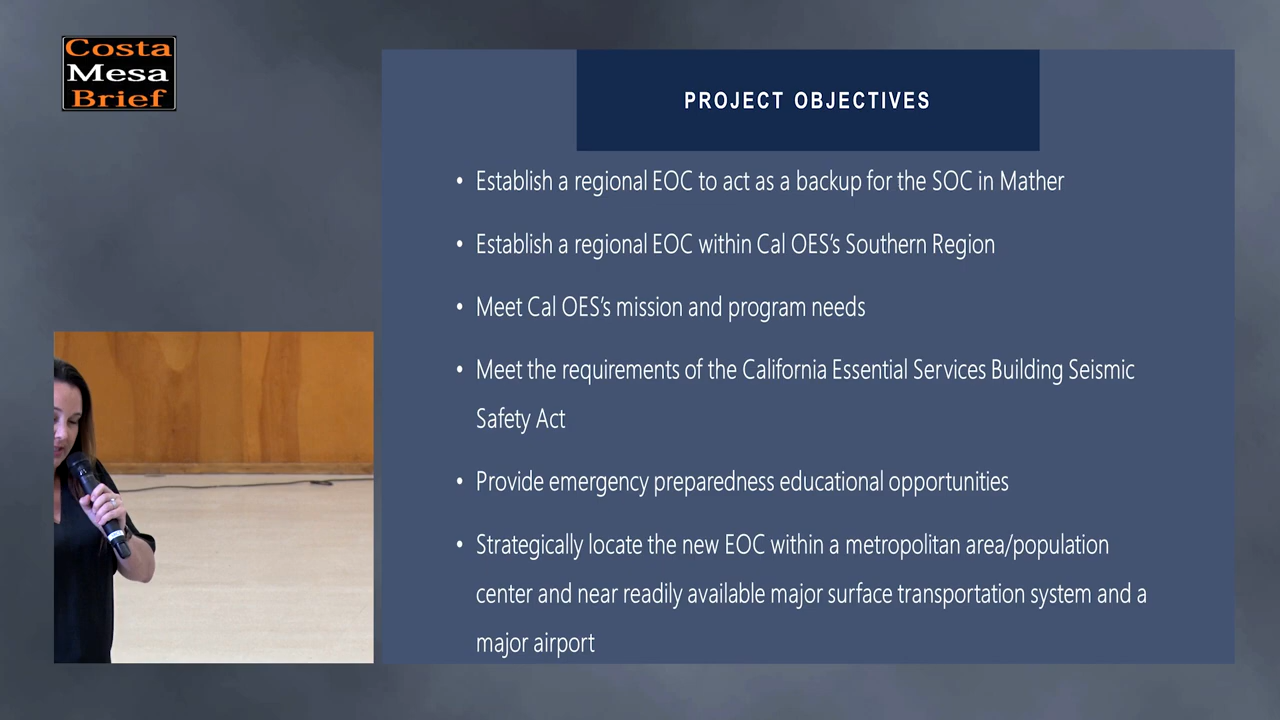 Costa
Mesa
Brief
PROJECT OBJECTIVES
• Establish a regional EOC to act as a backup for the SOC in Mather
• Establish a regional EOC within Cal OES's Southern Region
• Meet Cal OES's mission and program needs
• Meet the requirements of the California Essential Services Building Seismic
Safety Act
• Provide emergency preparedness educational opportunities
• Strategically locate the new EOC within a metropolitan area/population
center and near readily available major surface transportation system and a
major airport